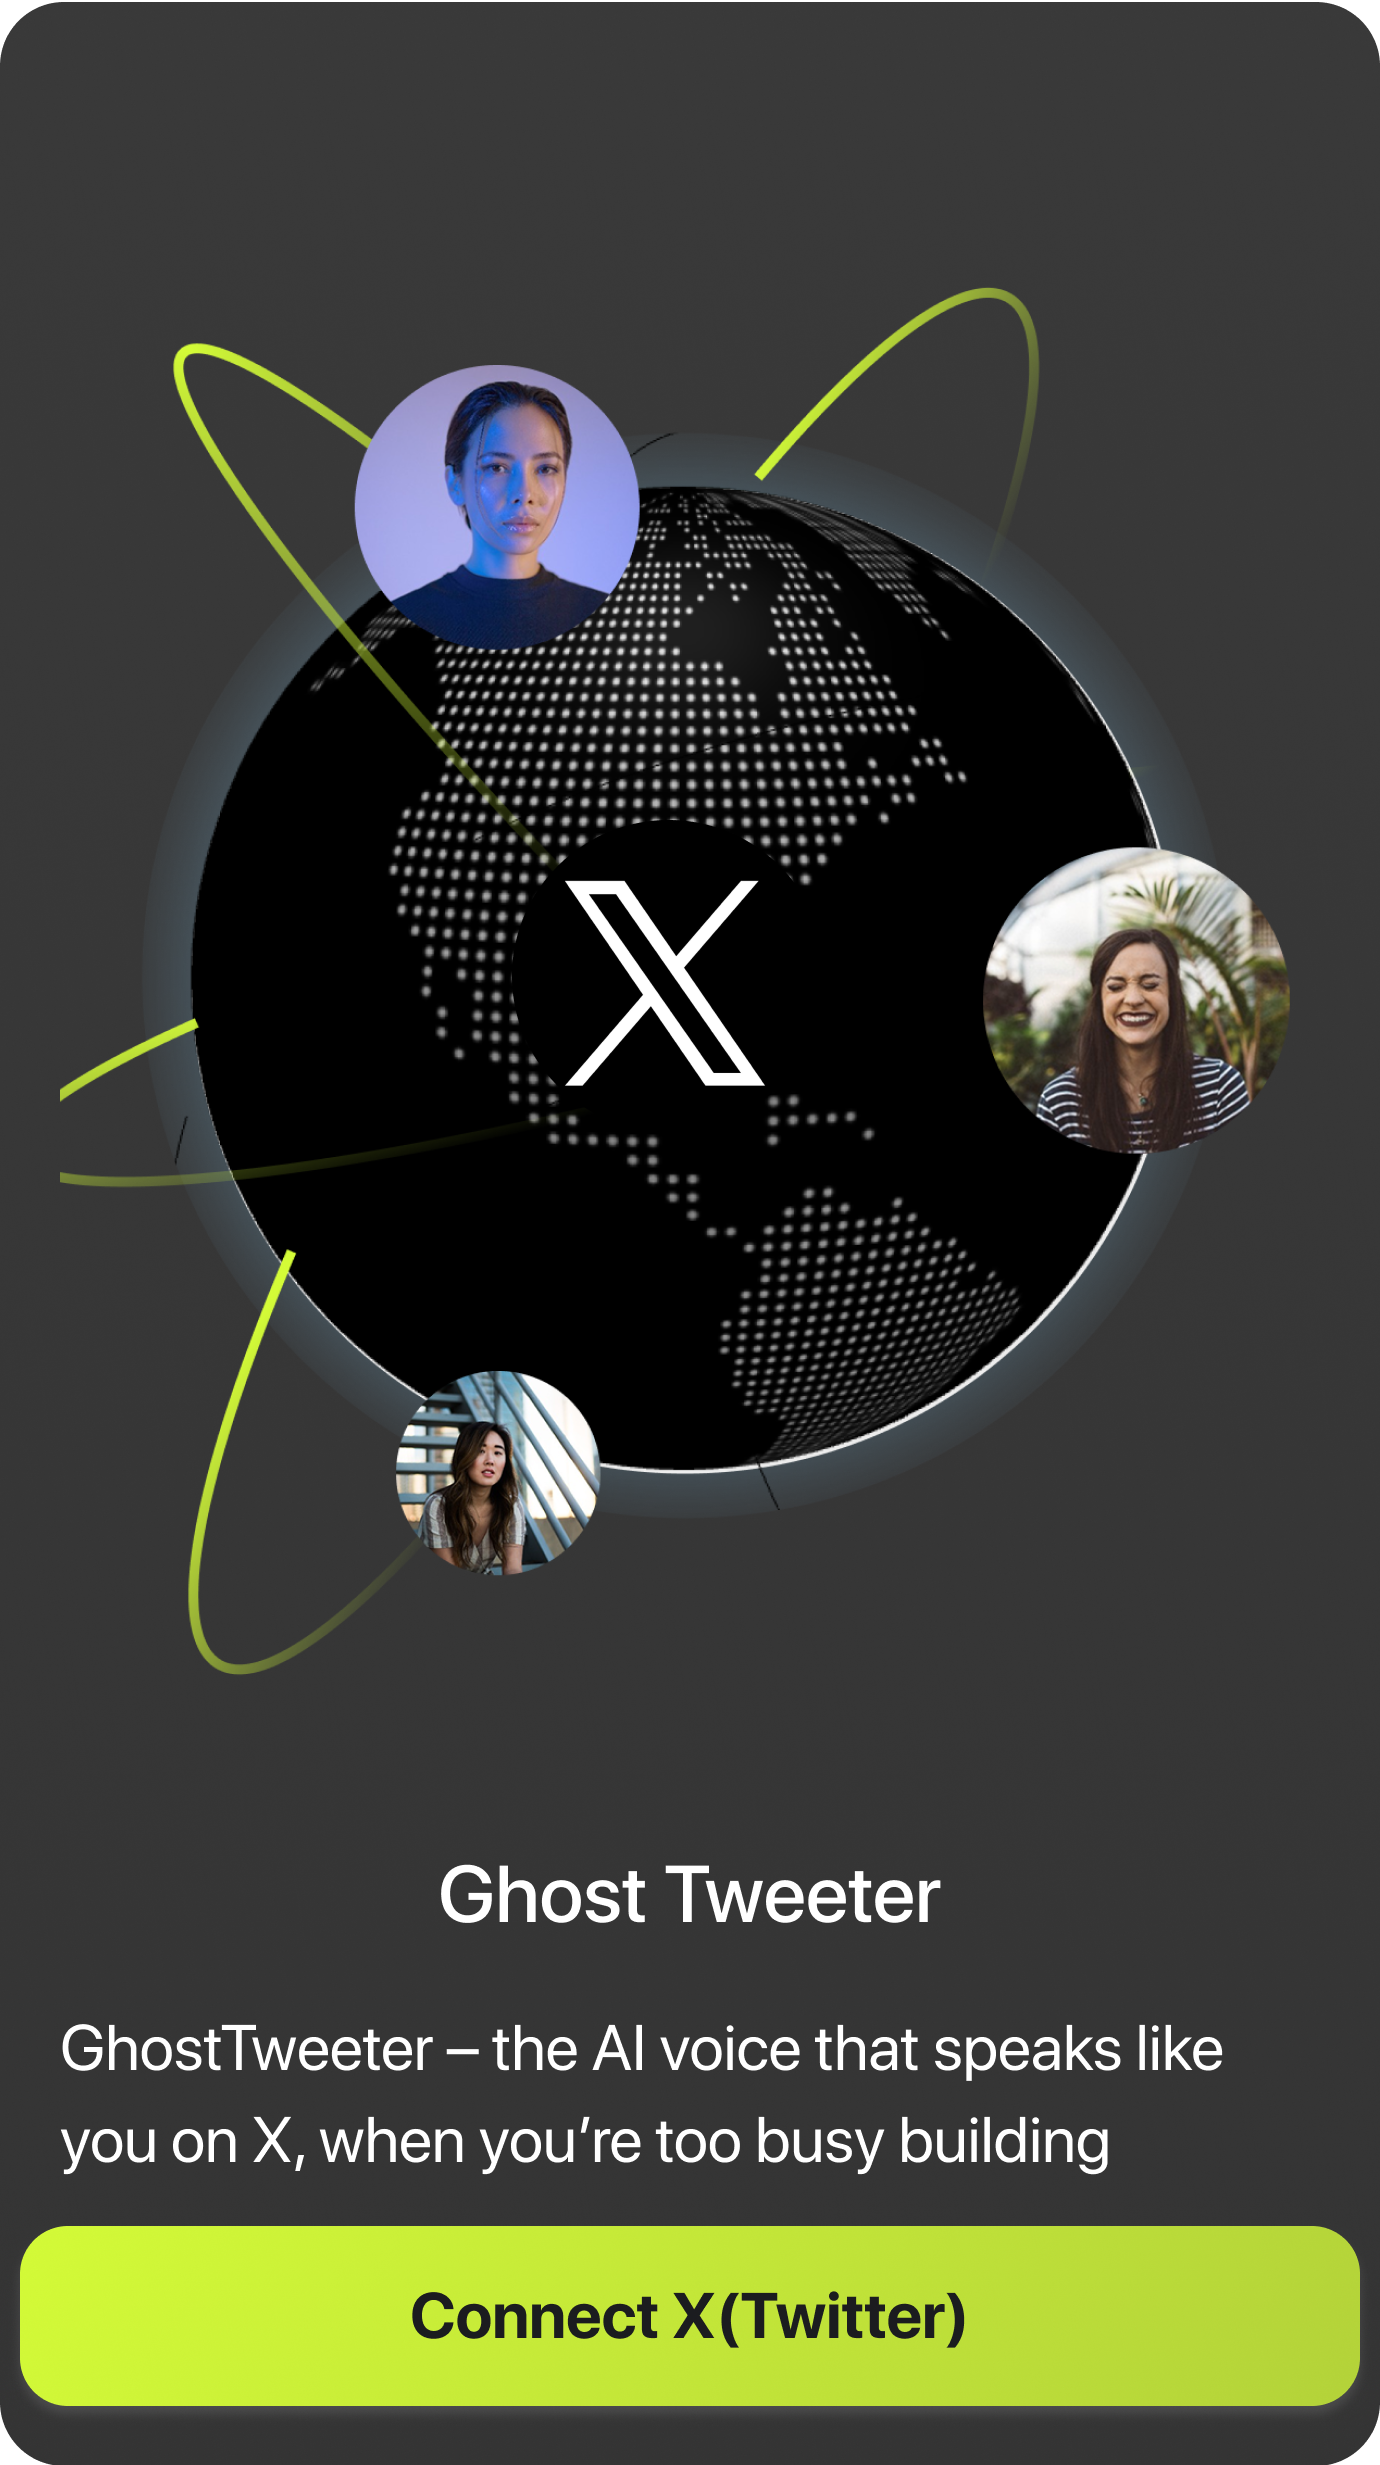 Ghost Tweeter
GhostTweeter – the AI voice that speaks like
you on X, when you’re too busy building
Connect X(Twitter)